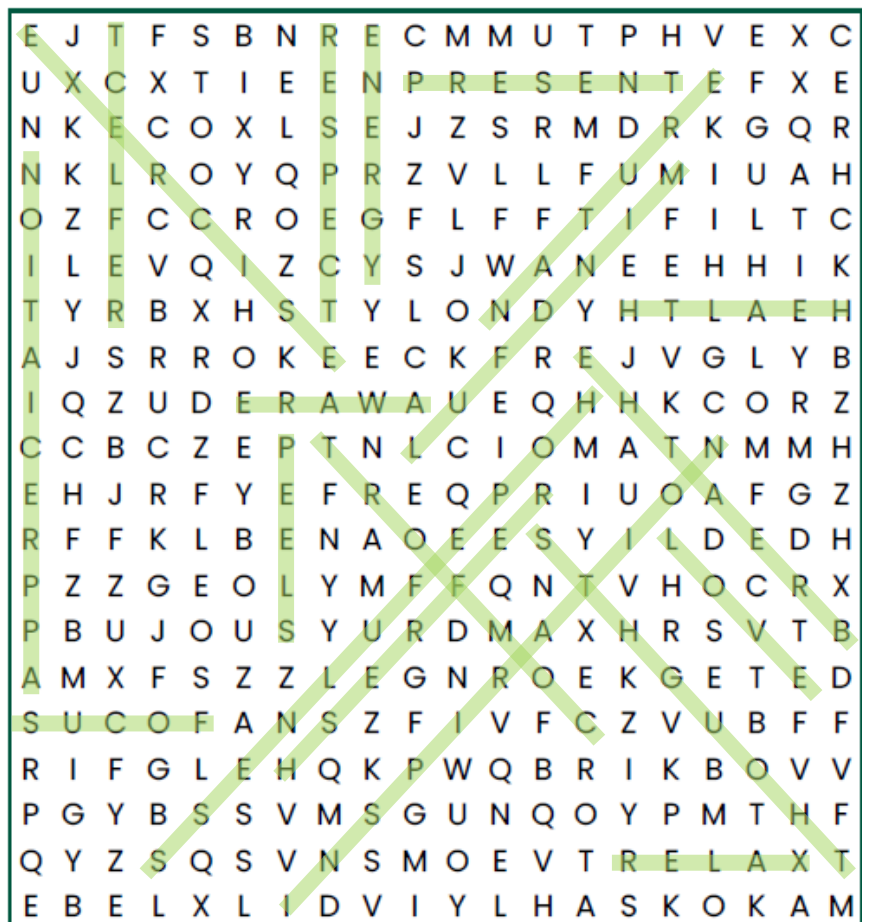 E J T F S B N R E C M M U T P H V E X C
U X C X T I E E N P R E S E N T E F X E
N K E C O X L S E J Z S R M D R K G Q R
N K L R O Y Q P R Z V L L F U M I U A H
O Z F C C R O E G F L F F T I F I L T C
I L E V Q I Z C Y S J W A N E E H H I K
T Y R B X H S T Y L O N D Y H T L A E H
A J S R R O K E E C K F R E J V G L Y B
I Q Z U D E R A W A U E Q H H K C O R Z
C C B C Z E P T N L C I O M A T N M M H
E H J R F Y E F R E Q P R I U O A F G Z
R F F K L B E N A O E E S Y I L D E D H
P Z Z G E O L Y M F F Q N T V H O C R X
P B U J O U S Y U R D M A X H R S V T B
A M X F S Z Z L E G N R O E K G E T E D
S U C O F A N S Z F I V F C Z V U B F F
R I F G L E H Q K P W Q B R I K B O V V
P G Y B S S V M S G U N Q O Y P M T H F
Q Y Z S Q S V N S M O E V T R E L A X T
E B E L X L I D V I Y L H A S K O K A M